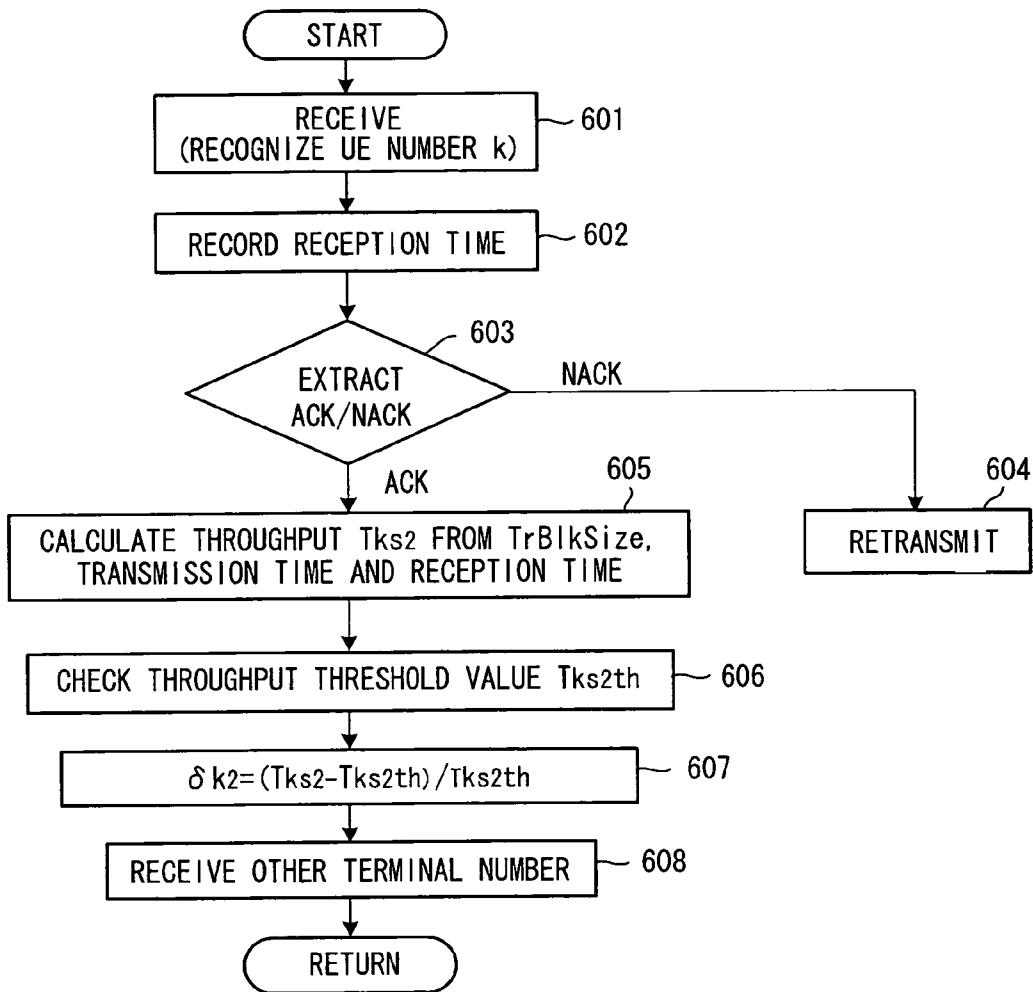 START
RECEIVE
(RECOGNIZE UE NUMBER k)
601
RECORD RECEPTION TIME
602
603
EXTRACT
ACK/NACK
NACK
ACK
605
604
CALCULATE THROUGHPUT Tks2 FROM TrBlkSize,
TRANSMISSION TIME AND RECEPTION TIME
RETRANSMIT
CHECK THROUGHPUT THRESHOLD VALUE Tks2th
606
δk2=(Tks2-Tks2th)/Tks2th
607
RECEIVE OTHER TERMINAL NUMBER
608
RETURN